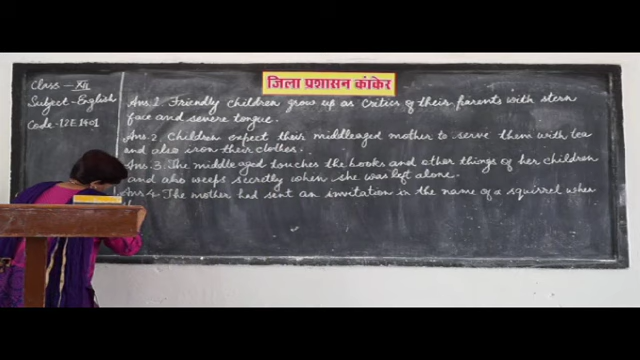 जिला प्रशासन कांकेर
Class - XII
Subject - English
Code - 12E1401
Ans. 1. Friendly children grow up as critics of their parents with stern
face and severe tongue.
Ans. 2. Children expect their middleaged mother to serve them with tea
and also iron their clothes.
Ans. 3. The middleaged touches the books and other things of her children
and also weeps secretly when she was left alone.
Ans. 4. The mother had sent an invitation in the name of a squirrel when